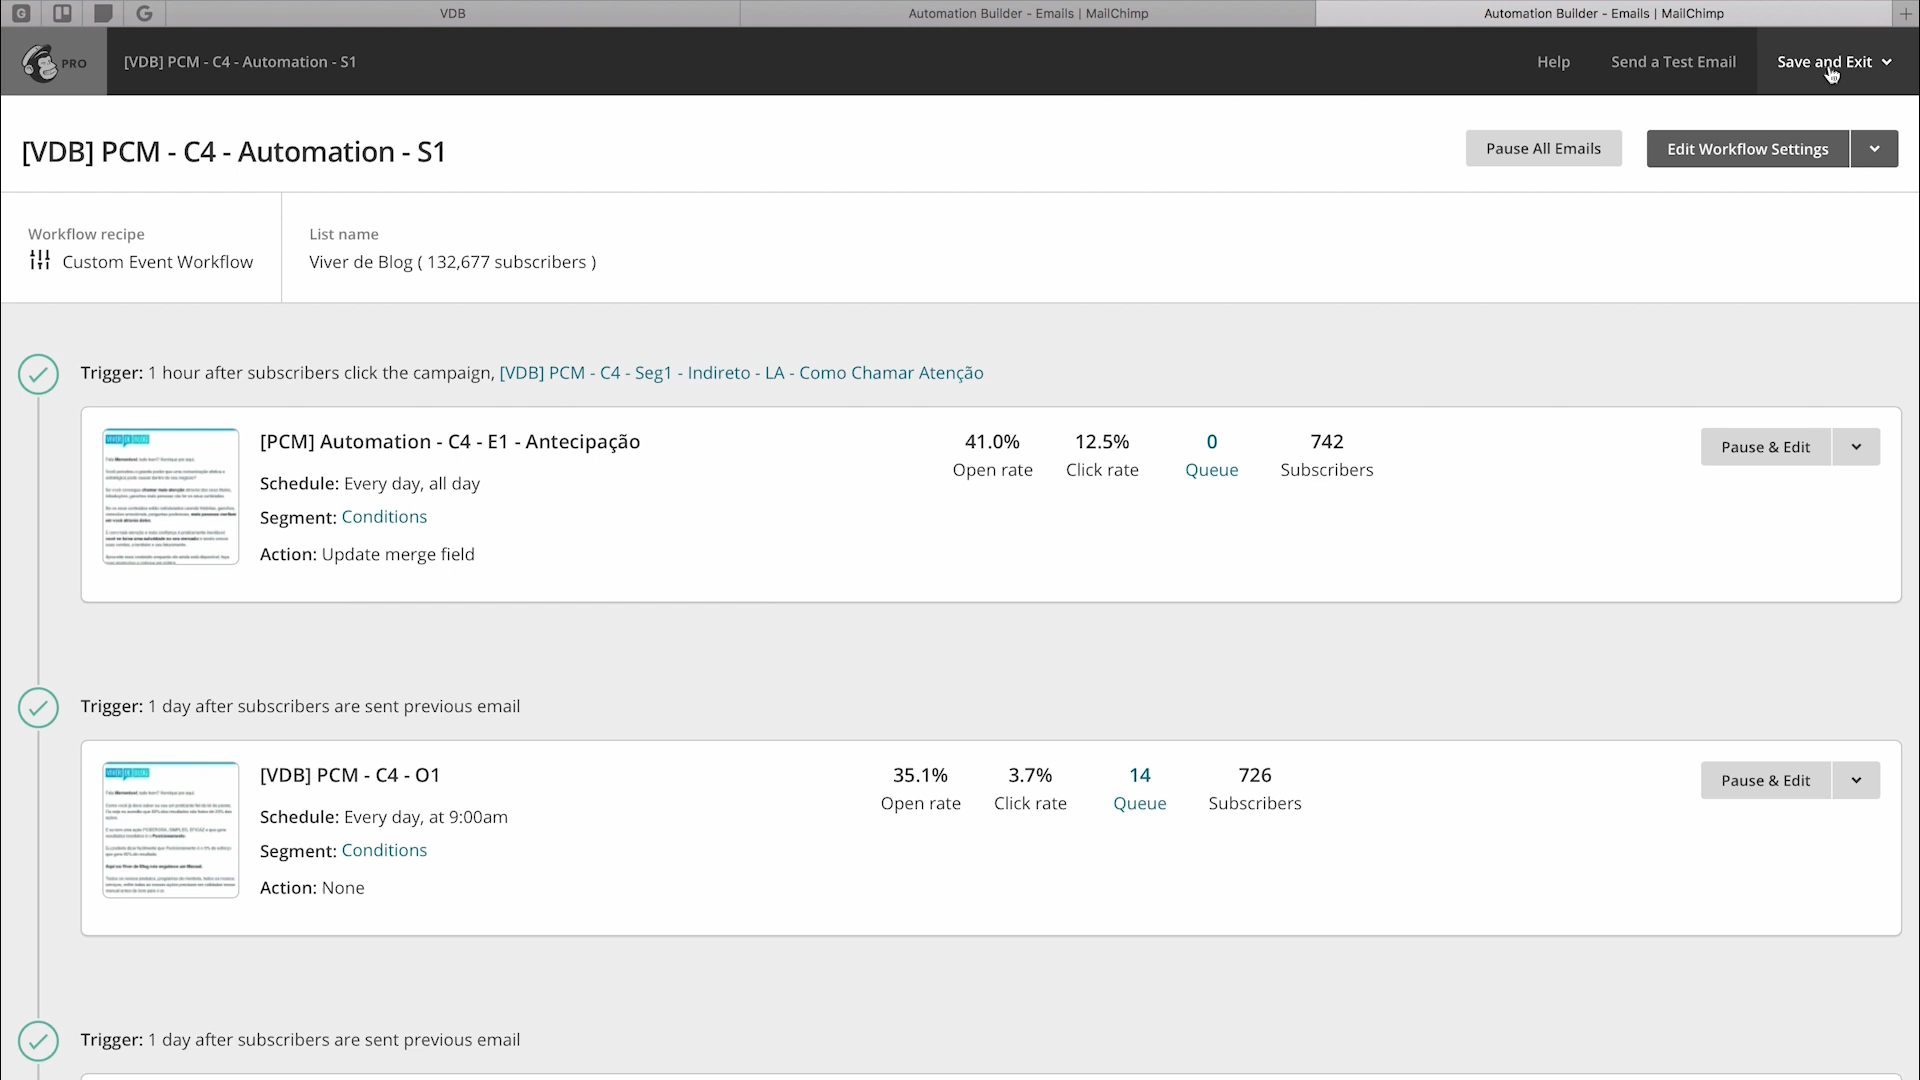 G
G
VDB
Automation Builder - Emails | MailChimp
Automation Builder - Emails | MailChimp
PRO
[VDB] PCM - C4 - Automation - S1
Help
Send a Test Email
Save and Exit
[VDB] PCM - C4 - Automation - S1
Pause All Emails
Edit Workflow Settings
Workflow recipe
Custom Event Workflow
List name
Viver de Blog ( 132,677 subscribers )
Trigger: 1 hour after subscribers click the campaign, [VDB] PCM - C4 - Seg1 - Indireto - LA - Como Chamar Atenção
VIVER DE BLOG
[PCM] Automation - C4 - E1 - Antecipação
Schedule: Every day, all day
Segment: Conditions
Action: Update merge field
41.0%
Open rate
12.5%
Click rate
0
Queue
742
Subscribers
Pause & Edit
Trigger: 1 day after subscribers are sent previous email
VIVER DE BLOG
[VDB] PCM - C4 - O1
Schedule: Every day, at 9:00am
Segment: Conditions
Action: None
35.1%
Open rate
3.7%
Click rate
14
Queue
726
Subscribers
Pause & Edit
Trigger: 1 day after subscribers are sent previous email